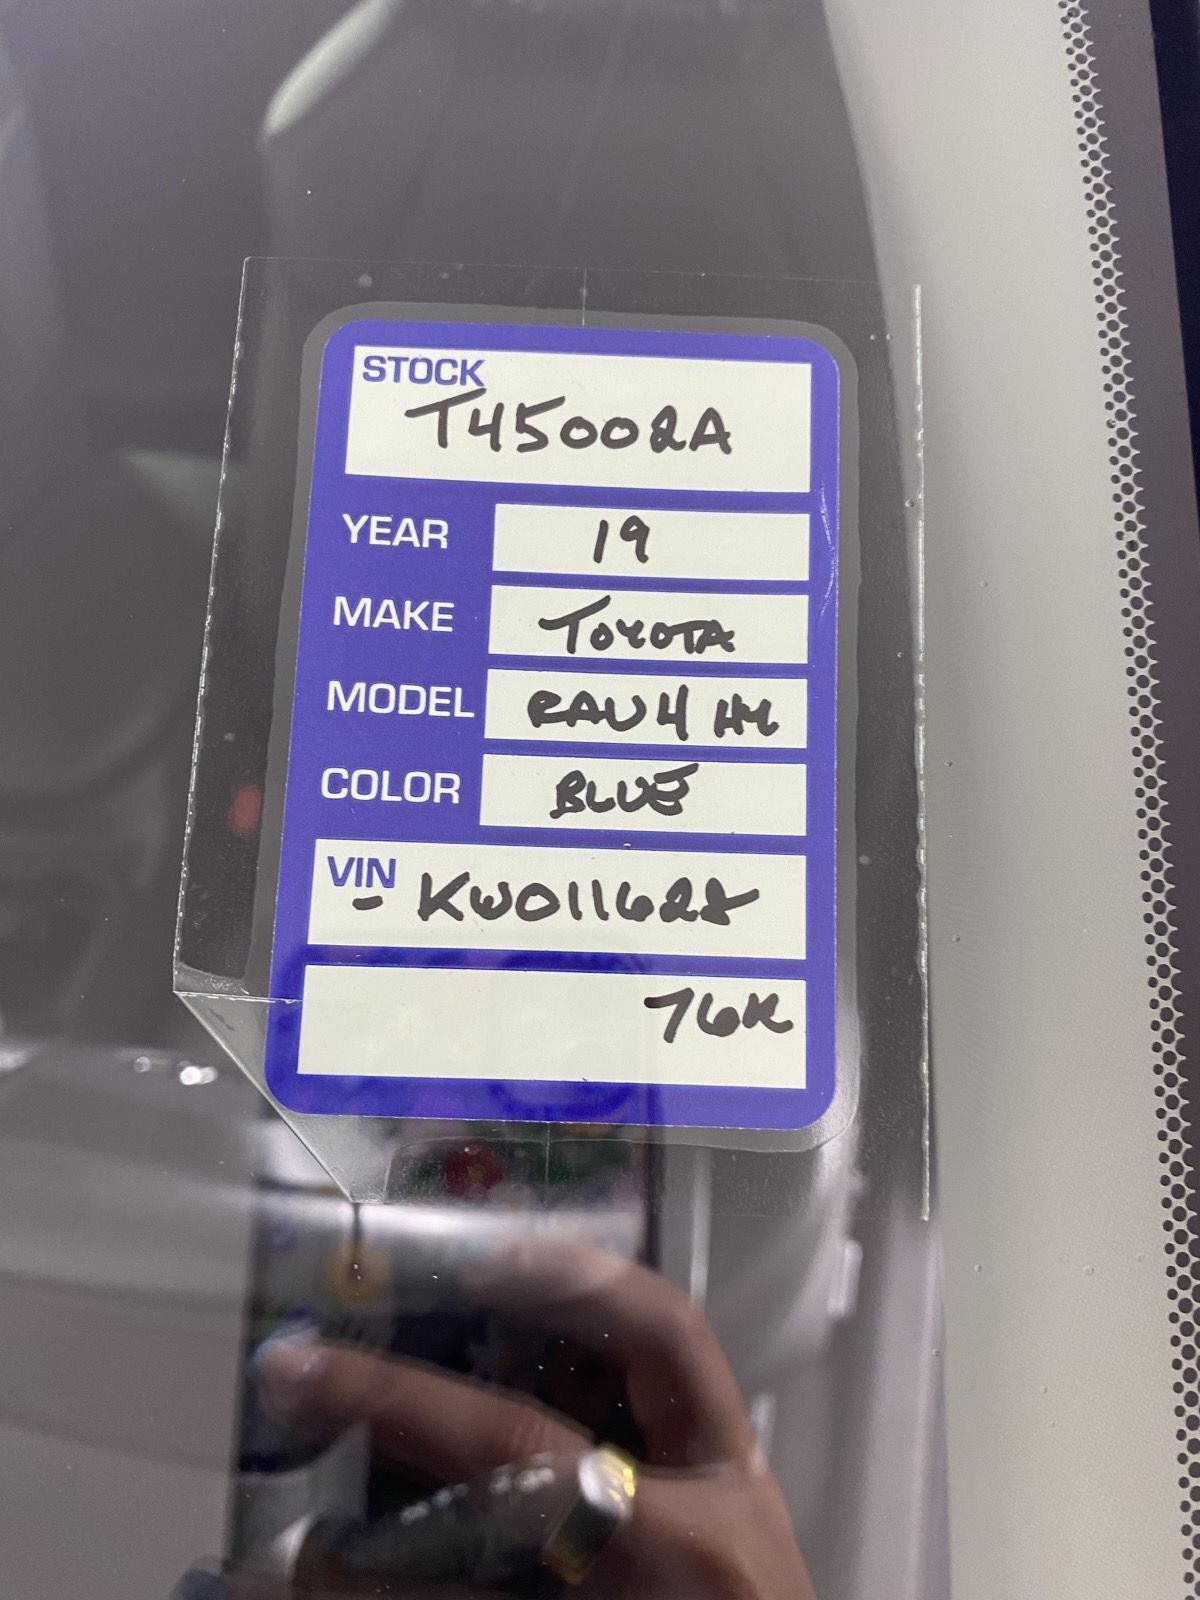 STOCK
T45002A
YEAR 19
MAKE TOYOTA
MODEL RAV4 HY
COLOR BLUE
VIN - KW011628
76K